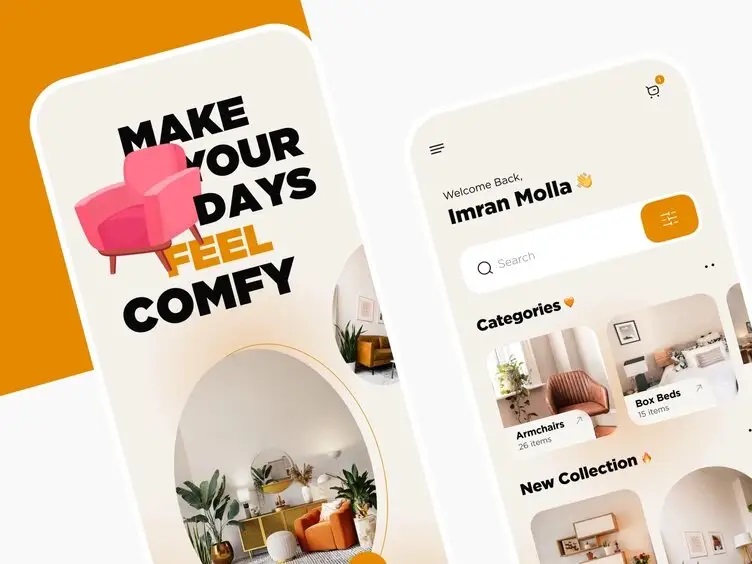 MAKE
YOUR
DAYS
FEEL
COMFY
Welcome Back,
Imran Molla 👋
Search
Categories 🧡
Armchairs
26 items
Box Beds
15 items
New Collection 🔥